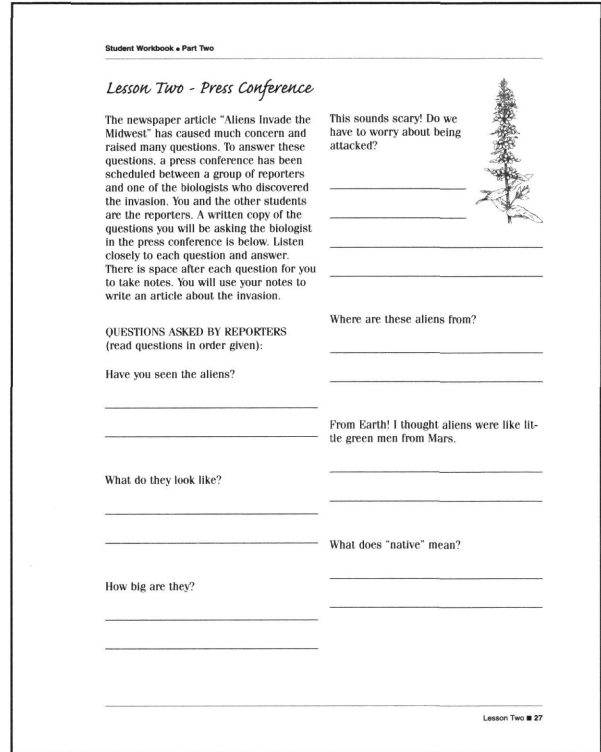 Student Workbook • Part Two
Lesson Two - Press Conference
The newspaper article “Aliens Invade the
Midwest” has caused much concern and
raised many questions. To answer these
questions, a press conference has been
scheduled between a group of reporters
and one of the biologists who discovered
the invasion. You and the other students
are the reporters. A written copy of the
questions you will be asking the biologist
in the press conference is below. Listen
closely to each question and answer.
There is space after each question for you
to take notes. You will use your notes to
write an article about the invasion.
QUESTIONS ASKED BY REPORTERS
(read questions in order given):
Have you seen the aliens?
What do they look like?
How big are they?
This sounds scary! Do we
have to worry about being
attacked?
Where are these aliens from?
From Earth! I thought aliens were like lit-
tle green men from Mars.
What does “native” mean?
Lesson Two ■ 27